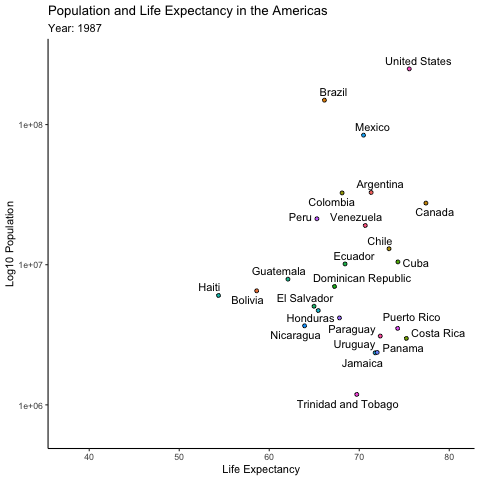 Population and Life Expectancy in the Americas
Year: 1987
United States
Brazil
1e+08
Mexico
Argentina
Colombia
Canada
Peru
Venezuela
Log10 Population
Chile
Ecuador
Cuba
1e+07
Guatemala
Dominican Republic
Haiti
El Salvador
Bolivia
Honduras
Puerto Rico
Nicaragua
Paraguay
Costa Rica
Uruguay
Panama
Jamaica
1e+06
Trinidad and Tobago
40
50
60
70
80
Life Expectancy